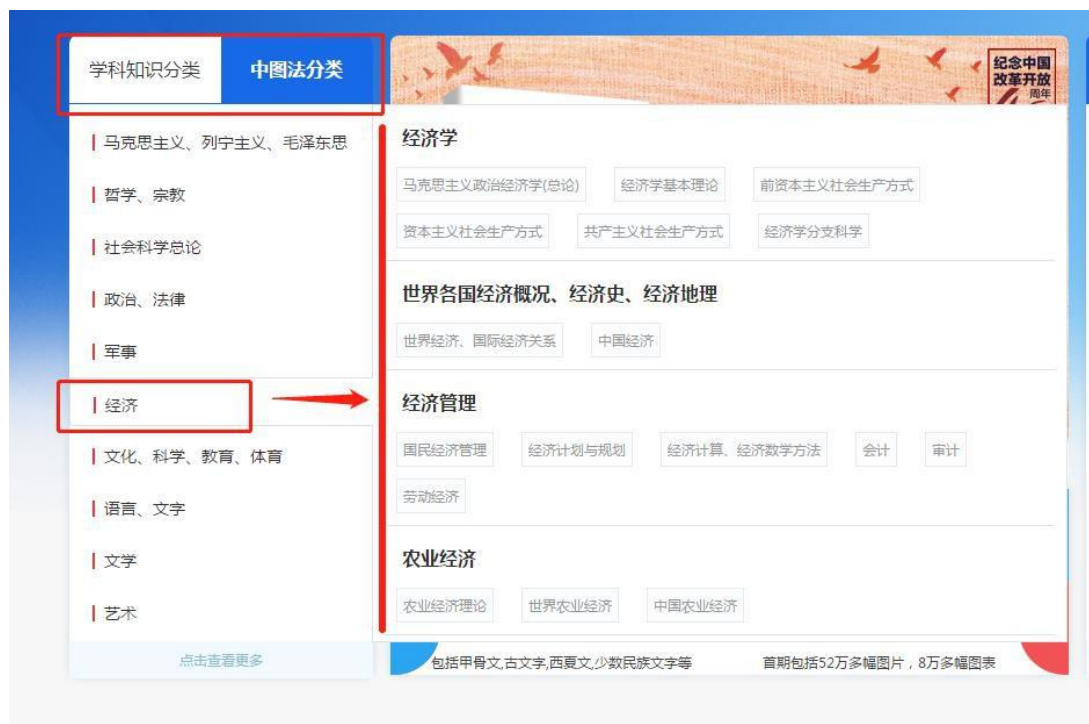 学科知识分类 中图法分类
纪念中国
改革开放
周年
马克思主义、列宁主义、毛泽东思
哲学、宗教
社会科学总论
政治、法律
军事
经济
文化、科学、教育、体育
语言、文字
文学
艺术
点击查看更多
经济学
马克思主义政治经济学(总论) 经济学基本理论 前资本主义社会生产方式
资本主义社会生产方式 共产主义社会生产方式 经济学分支科学
世界各国经济概况、经济史、经济地理
世界经济、国际经济关系 中国经济
经济管理
国民经济管理 经济计划与规划 经济计算、经济数学方法 会计 审计
劳动经济
农业经济
农业经济理论 世界农业经济 中国农业经济
包括甲骨文,古文字,西夏文,少数民族文字等 首期包括52万多幅图片，8万多幅图表